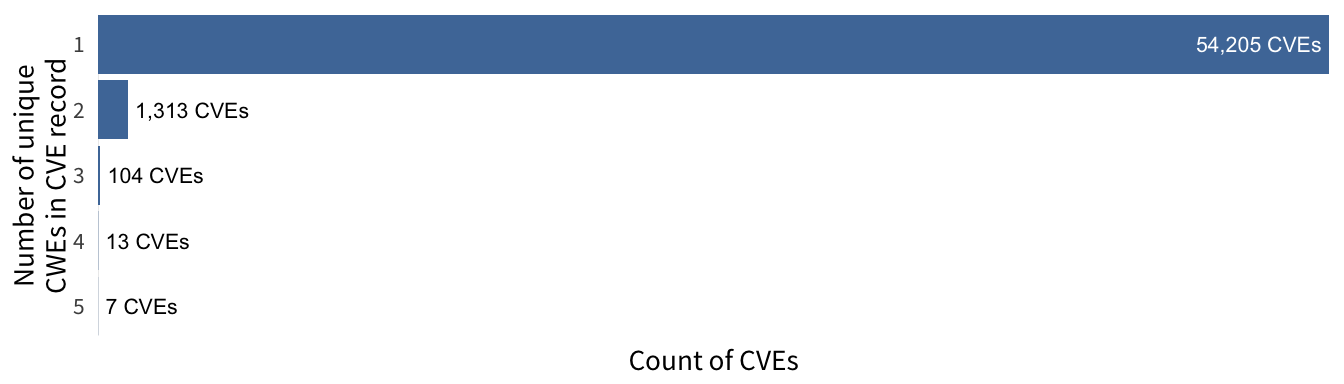 Number of unique
CWEs in CVE record
1
54,205 CVEs
2
1,313 CVEs
3
104 CVEs
4
13 CVEs
5
7 CVEs
Count of CVEs